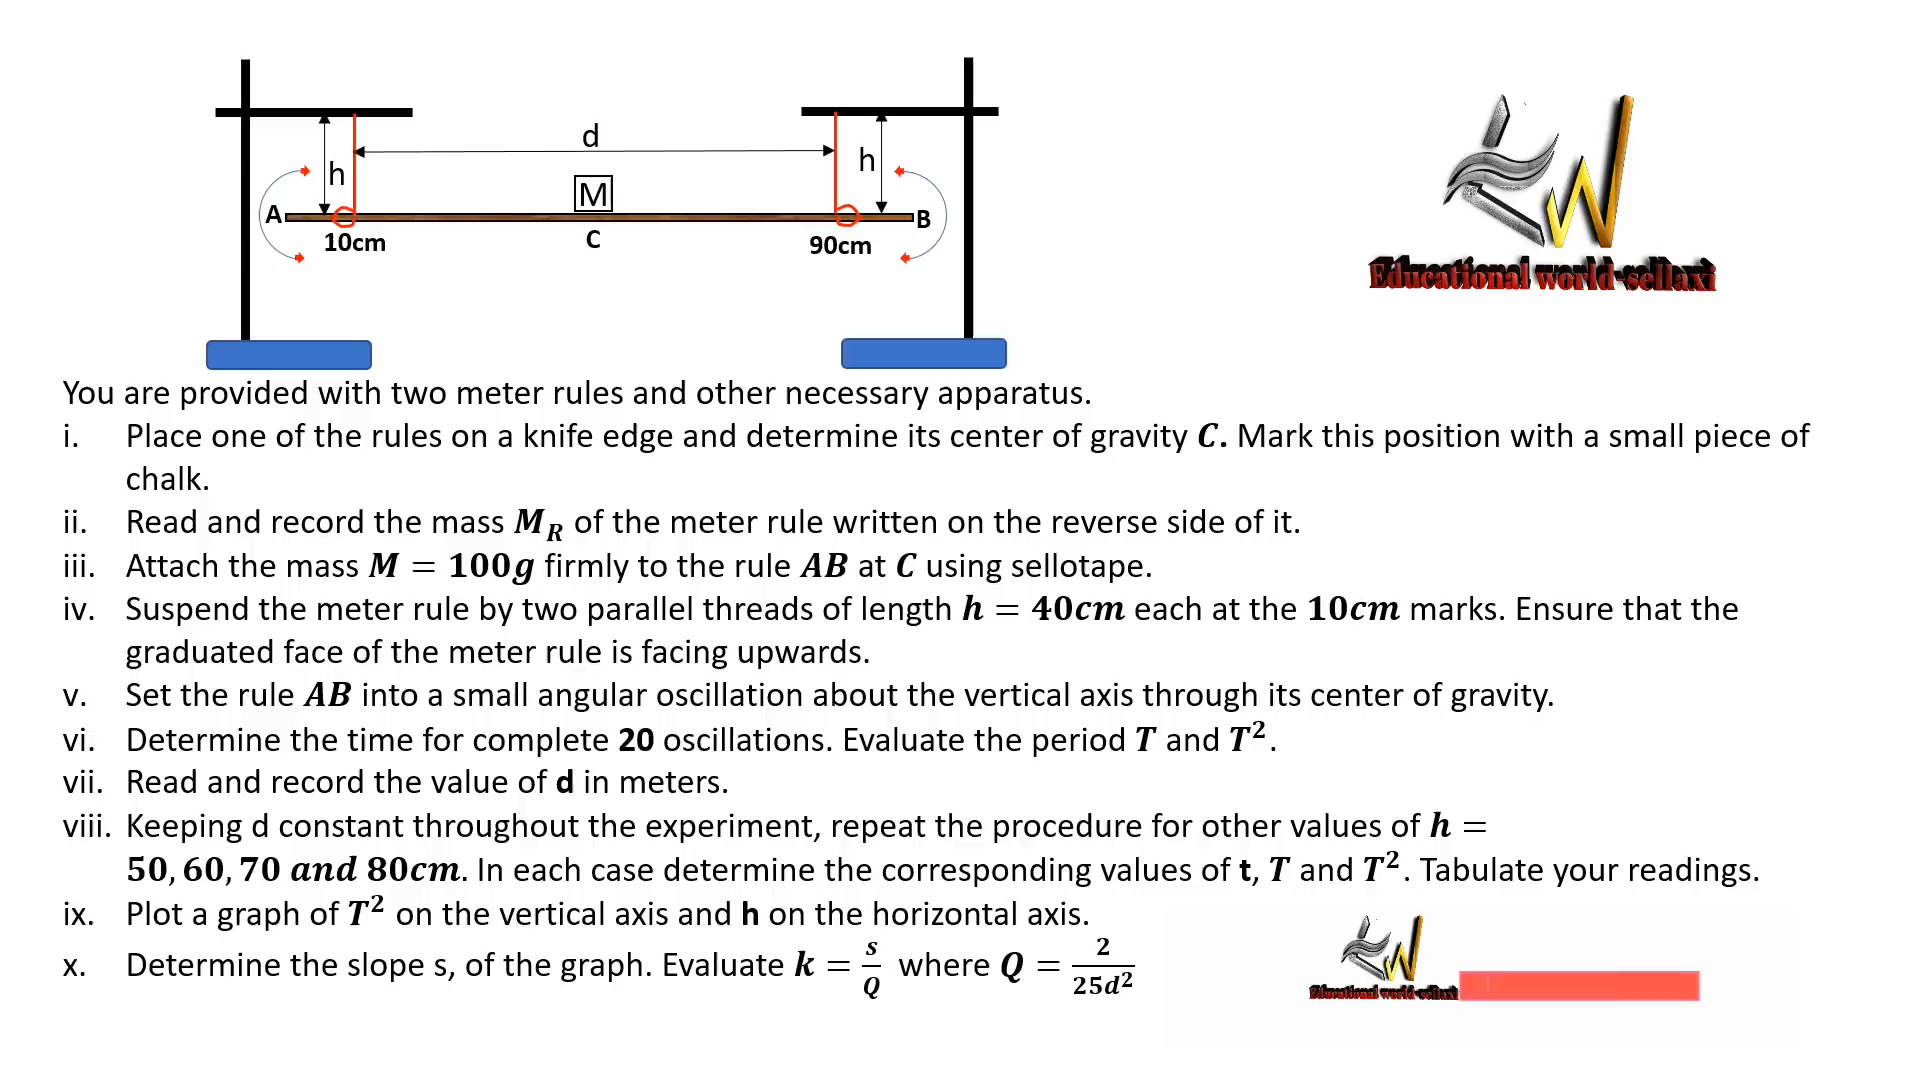 d
h
h
M
A
B
10cm
C
90cm
Educational world-sellaxi
You are provided with two meter rules and other necessary apparatus.
i. Place one of the rules on a knife edge and determine its center of gravity C. Mark this position with a small piece of
chalk.
ii. Read and record the mass M_R of the meter rule written on the reverse side of it.
iii. Attach the mass M = 100g firmly to the rule AB at C using sellotape.
iv. Suspend the meter rule by two parallel threads of length h = 40cm each at the 10cm marks. Ensure that the
graduated face of the meter rule is facing upwards.
v. Set the rule AB into a small angular oscillation about the vertical axis through its center of gravity.
vi. Determine the time for complete 20 oscillations. Evaluate the period T and T².
vii. Read and record the value of d in meters.
viii. Keeping d constant throughout the experiment, repeat the procedure for other values of h =
50, 60, 70 and 80cm. In each case determine the corresponding values of t, T and T². Tabulate your readings.
ix. Plot a graph of T² on the vertical axis and h on the horizontal axis.
x. Determine the slope s, of the graph. Evaluate k = s/Q where Q = 2/25d²
Educational world-sellaxi